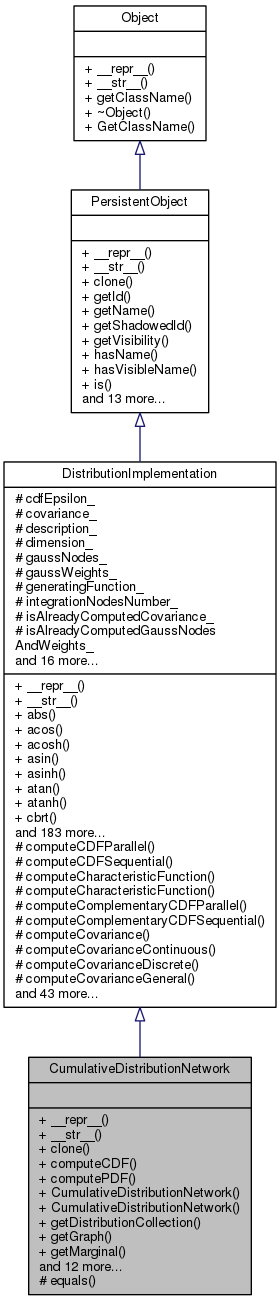 Object
+ __repr__()
+ __str__()
+ getClassName()
+ ~Object()
+ GetClassName()
PersistentObject
+ __repr__()
+ __str__()
+ clone()
+ getId()
+ getName()
+ getShadowedId()
+ getVisibility()
+ hasName()
+ hasVisibleName()
+ is()
and 13 more...
DistributionImplementation
# cdfEpsilon_
# covariance_
# description_
# dimension_
# gaussNodes_
# gaussWeights_
# generatingFunction_
# integrationNodesNumber_
# isAlreadyComputedCovariance_
# isAlreadyComputedGaussNodes
AndWeights_
and 16 more...
+ __repr__()
+ __str__()
+ abs()
+ acos()
+ acosh()
+ asin()
+ asinh()
+ atan()
+ atanh()
+ cbrt()
and 183 more...
# computeCDFParallel()
# computeCDFSequential()
# computeCharacteristicFunction()
# computeCharacteristicFunction()
# computeComplementaryCDFParallel()
# computeComplementaryCDFSequential()
# computeCovariance()
# computeCovarianceContinuous()
# computeCovarianceDiscrete()
# computeCovarianceGeneral()
and 43 more...
CumulativeDistributionNetwork
+ __repr__()
+ __str__()
+ clone()
+ computeCDF()
+ computePDF()
+ CumulativeDistributionNetwork()
+ CumulativeDistributionNetwork()
+ getDistributionCollection()
+ getGraph()
+ getMarginal()
and 12 more...
# equals()